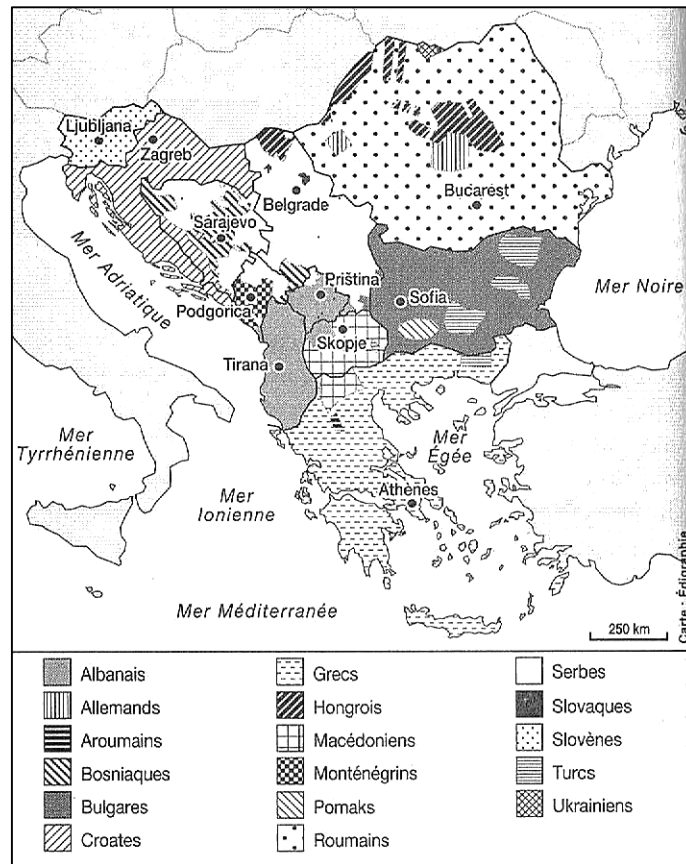 Ljubljana
Zagreb
Belgrade
Bucarest
Sarajevo
Mer Adriatique
Podgorica
Priština
Sofia
Mer Noire
Skopje
Tirana
Mer
Tyrrhénienne
Mer
Égée
Mer
Ionienne
Athènes
Mer Méditerranée
250 km
Carte : Édigraphie
Albanais
Allemands
Aroumains
Bosniaques
Bulgares
Croates
Grecs
Hongrois
Macédoniens
Monténégrins
Pomaks
Roumains
Serbes
Slovaques
Slovènes
Turcs
Ukrainiens